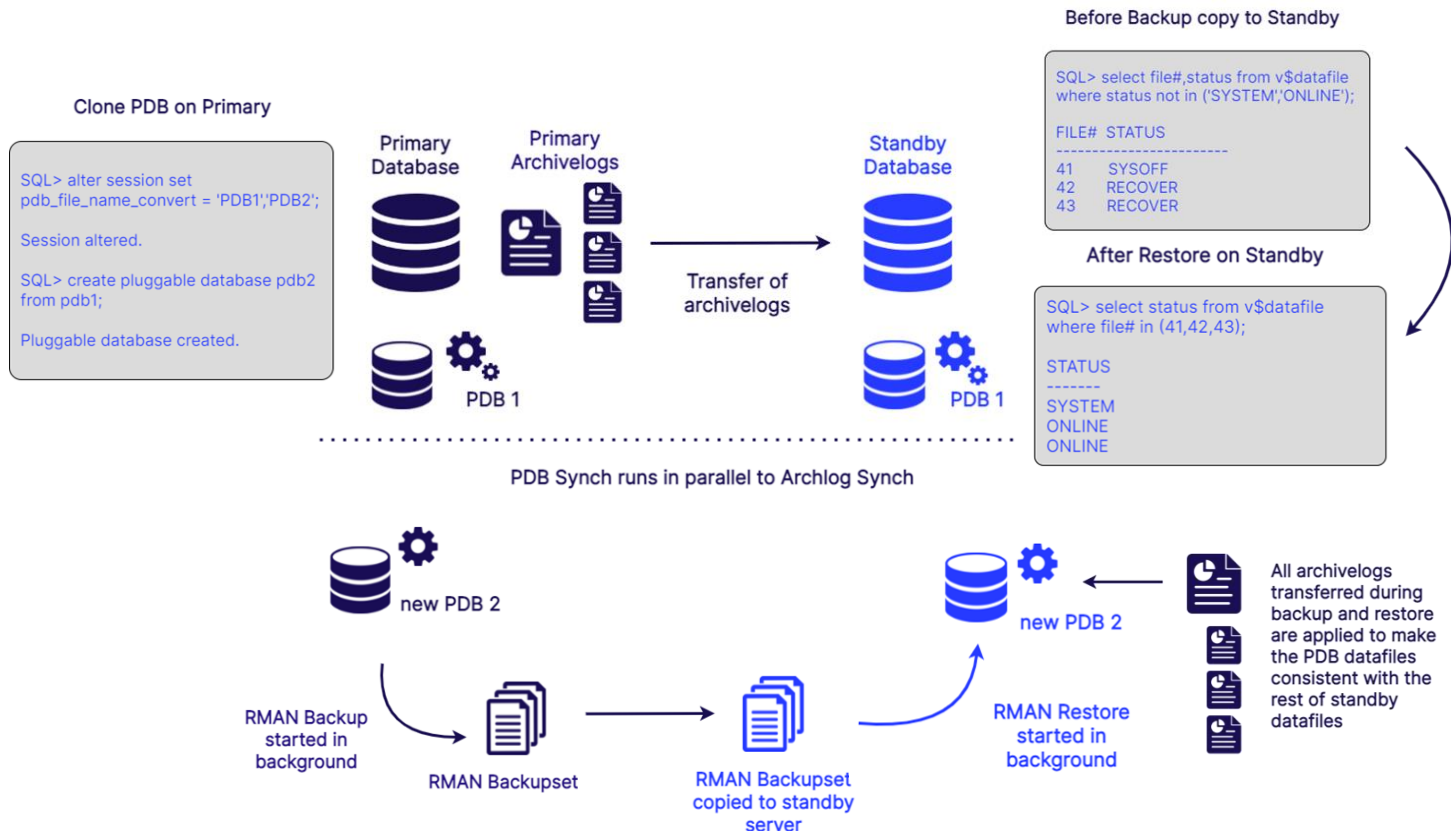 Before Backup copy to Standby
SQL> select file#,status from v$datafile
where status not in ('SYSTEM','ONLINE');
FILE# STATUS
------------------------
41 SYSOFF
42 RECOVER
43 RECOVER
Clone PDB on Primary
SQL> alter session set
pdb_file_name_convert = 'PDB1','PDB2';
Session altered.
SQL> create pluggable database pdb2
from pdb1;
Pluggable database created.
Primary
Database
Primary
Archivelogs
Transfer of
archivelogs
Standby
Database
PDB 1
PDB 1
After Restore on Standby
SQL> select status from v$datafile
where file# in (41,42,43);
STATUS
-------
SYSTEM
ONLINE
ONLINE
PDB Synch runs in parallel to Archlog Synch
new PDB 2
RMAN Backup
started in
background
RMAN Backupset
RMAN Backupset
copied to standby
server
new PDB 2
RMAN Restore
started in
background
All archivelogs
transferred during
backup and restore
are applied to make
the PDB datafiles
consistent with the
rest of standby
datafiles